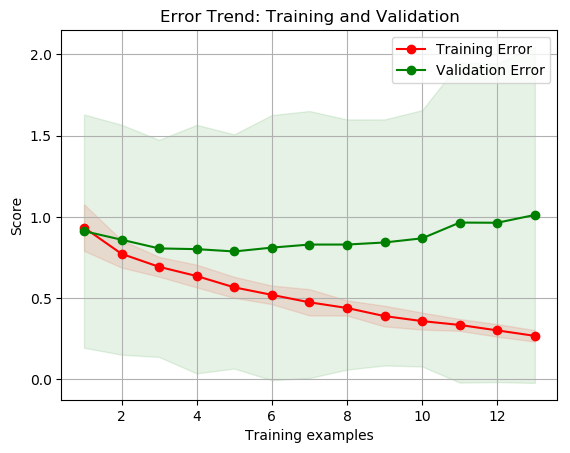 Error Trend: Training and Validation
Training Error
Validation Error
2.0
1.5
1.0
0.5
0.0
Score
2 4 6 8 10 12
Training examples